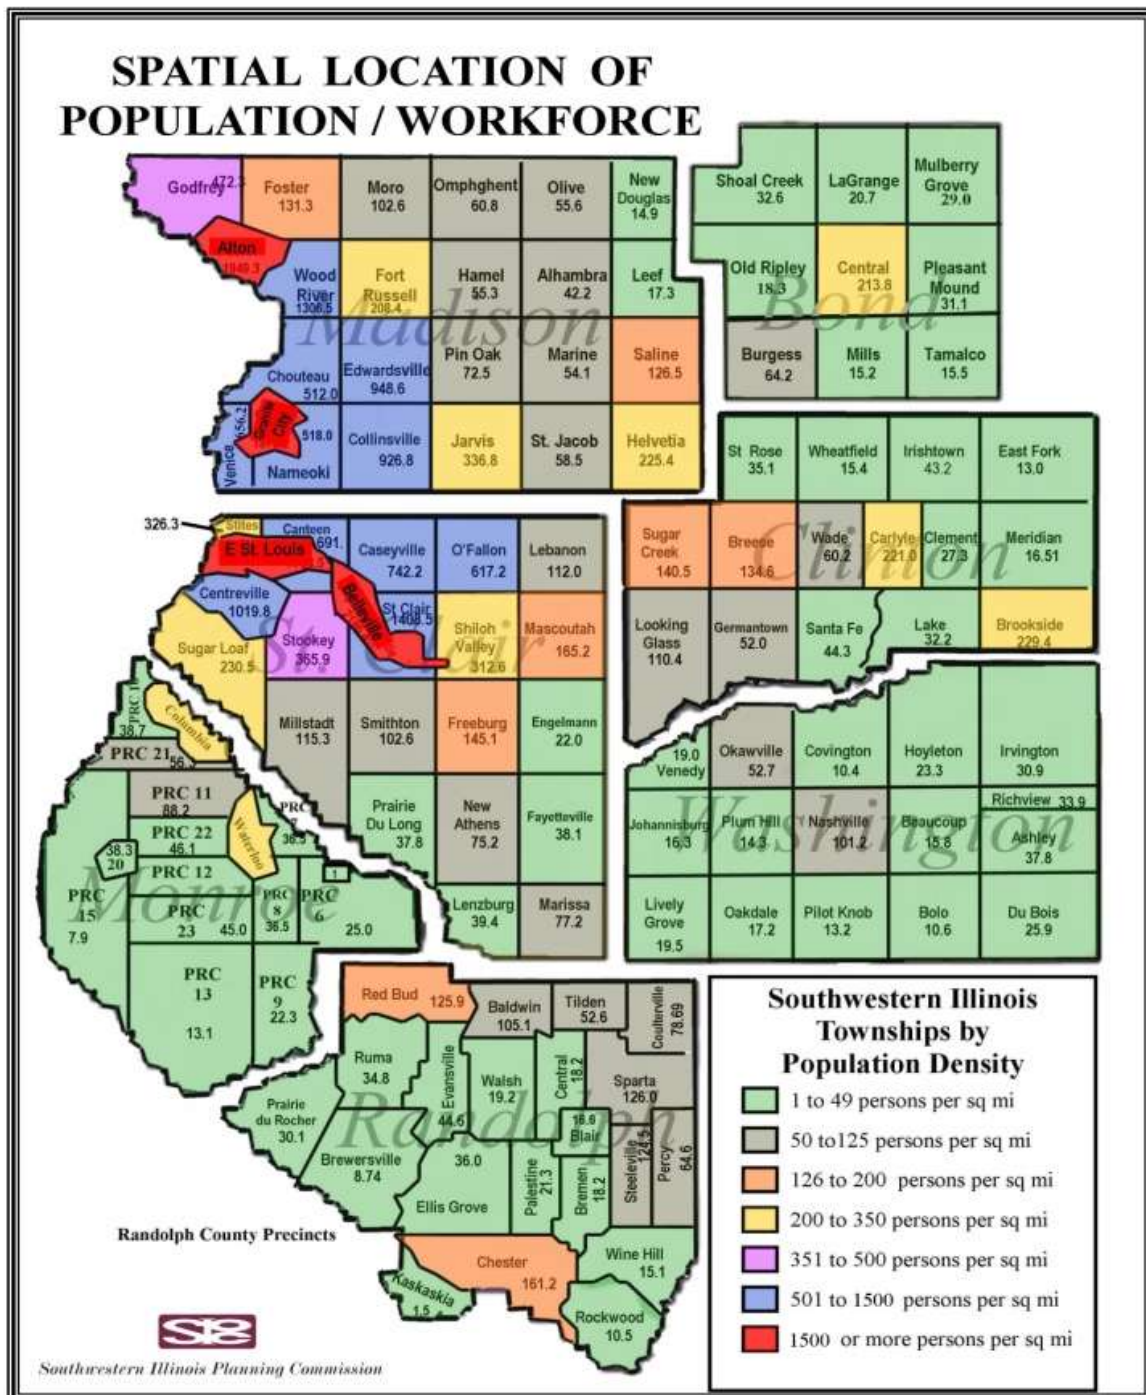 SPATIAL LOCATION OF
POPULATION / WORKFORCE
Godfrey
472.3
Foster
131.3
Moro
102.6
Omphghent
60.8
Olive
55.6
New
Douglas
14.9
Alton
Wood
River
1306.5
Fort
Russell
208.4
Hamel
55.3
Alhambra
42.2
Leef
17.3
Madison
Chouteau
512.0
Edwardsville
948.6
Pin Oak
72.5
Marine
54.1
Saline
126.5
Venice
656.2
Granite
City
518.0
Nameoki
Collinsville
926.8
Jarvis
336.8
St. Jacob
58.5
Helvetia
225.4
Shoal Creek
32.6
LaGrange
20.7
Mulberry
Grove
29.0
Old Ripley
18.3
Central
213.8
Pleasant
Mound
31.1
Bond
Burgess
64.2
Mills
15.2
Tamalco
15.5
St Rose
35.1
Wheatfield
15.4
Irishtown
43.2
East Fork
13.0
Sugar
Creek
140.5
Breese
134.6
Wade
60.2
Carlyle
221.0
Clement
27.3
Meridian
16.51
Clinton
Looking
Glass
110.4
Germantown
52.0
Santa Fe
44.3
Lake
32.2
Brookside
229.4
326.3
Stites
Canteen
691.
E St. Louis
Caseyville
742.2
O'Fallon
617.2
Lebanon
112.0
Centreville
1019.8
Belleville
St Clair
1408.5
Sugar Loaf
230.5
Stookey
365.9
Shiloh
Valley
312.6
Mascoutah
165.2
St. Clair
Millstadt
115.3
Smithton
102.6
Freeburg
145.1
Engelmann
22.0
Prairie
Du Long
37.8
New
Athens
75.2
Fayetteville
38.1
Lenzburg
39.4
Marissa
77.2
38.7
Columbia
PRC 21
56.3
PRC 11
88.2
Waterloo
36.5
PRC 22
46.1
38.3
20
PRC 12
1
Monroe
PRC
15
7.9
PRC
23
45.0
PRC
8
36.5
PRC
6
25.0
PRC
13
13.1
PRC
9
22.3
19.0
Venedy
Okawville
52.7
Covington
10.4
Hoyleton
23.3
Irvington
30.9
Richview 33.9
Johannisburg
16.3
Plum Hill
14.3
Nashville
101.2
Beaucoup
15.8
Ashley
37.8
Washington
Lively
Grove
19.5
Oakdale
17.2
Pilot Knob
13.2
Bolo
10.6
Du Bois
25.9
Red Bud
125.9
Baldwin
105.1
Tilden
52.6
Coulterville
78.69
Ruma
34.8
Evansville
44.6
Walsh
19.2
Central
18.2
Sparta
126.0
Prairie
du Rocher
30.1
Randolph
Blair
Brewersville
8.74
36.0
Ellis Grove
Palestine
21.3
Bremen
18.2
Steeleville
124.5
Percy
64.6
Chester
161.2
Wine Hill
15.1
Kaskaskia
1.5
Rockwood
10.5
Randolph County Precincts
Southwestern Illinois Planning Commission
Southwestern Illinois
Townships by
Population Density
1 to 49 persons per sq mi
50 to125 persons per sq mi
126 to 200 persons per sq mi
200 to 350 persons per sq mi
351 to 500 persons per sq mi
501 to 1500 persons per sq mi
1500 or more persons per sq mi